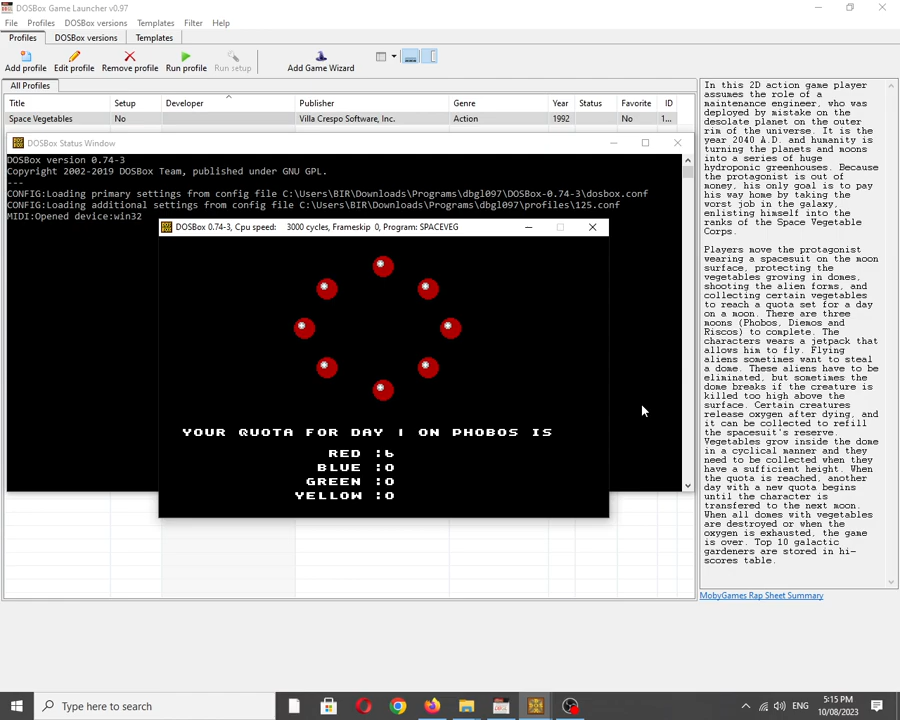 DOSBox Game Launcher v0.97
File Profiles DOSBox versions Templates Filter Help
Profiles DOSBox versions Templates
Add profile Edit profile Remove profile Run profile Run setup Add Game Wizard
All Profiles
Title Setup Developer Publisher Genre Year Status Favorite ID
Space Vegetables No Villa Crespo Software, Inc. Action 1992 No 1...
DOSBox Status Window
DOSBox version 0.74-3
Copyright 2002-2019 DOSBox Team, published under GNU GPL.
---
CONFIG:Loading primary settings from config file C:\Users\BIR\Downloads\Programs\dbgl097\DOSBox-0.74-3\dosbox.conf
CONFIG:Loading additional settings from config file C:\Users\BIR\Downloads\Programs\dbgl097\profiles\125.conf
MIDI:Opened device:win32
DOSBox 0.74-3, Cpu speed: 3000 cycles, Frameskip 0, Program: SPACEVEG
YOUR QUOTA FOR DAY 1 ON PHOBOS IS
RED :6
BLUE :0
GREEN :0
YELLOW :0
In this 2D action game player
assumes the role of a
maintenance engineer, who was
deployed by mistake on the
desolate planet on the outer
rim of the universe. It is the
year 2040 A.D. and humanity is
turning the planets and moons
into a series of huge
hydroponic greenhouses. Because
the protagonist is out of
money, his only goal is to pay
his way home by taking the
worst job in the galaxy,
enlisting himself into the
ranks of the Space Vegetable
Corps.
Players move the protagonist
wearing a spacesuit on the moon
surface, protecting the
vegetables growing in domes,
shooting the alien forms, and
collecting certain vegetables
to reach a quota set for a day
on a moon. There are three
moons (Phobos, Diemos and
Riscos) to complete. The
characters wears a jetpack that
allows him to fly. Flying
aliens sometimes want to steal
a dome. These aliens have to be
eliminated, but sometimes the
dome breaks if the creature is
killed too high above the
surface. Certain creatures
release oxygen after dying, and
it can be collected to refill
the spacesuit's reserve.
Vegetables grow inside the dome
in a cyclical manner and they
need to be collected when they
have a sufficient height. When
the quota is reached, another
day with a new quota begins
until the character is
transfered to the next moon.
When all domes with vegetables
are destroyed or when the
oxygen is exhausted, the game
is over. Top 10 galactic
gardeners are stored in hi-
scores table.
MobyGames Rap Sheet Summary
Type here to search
5:15 PM
10/08/2023